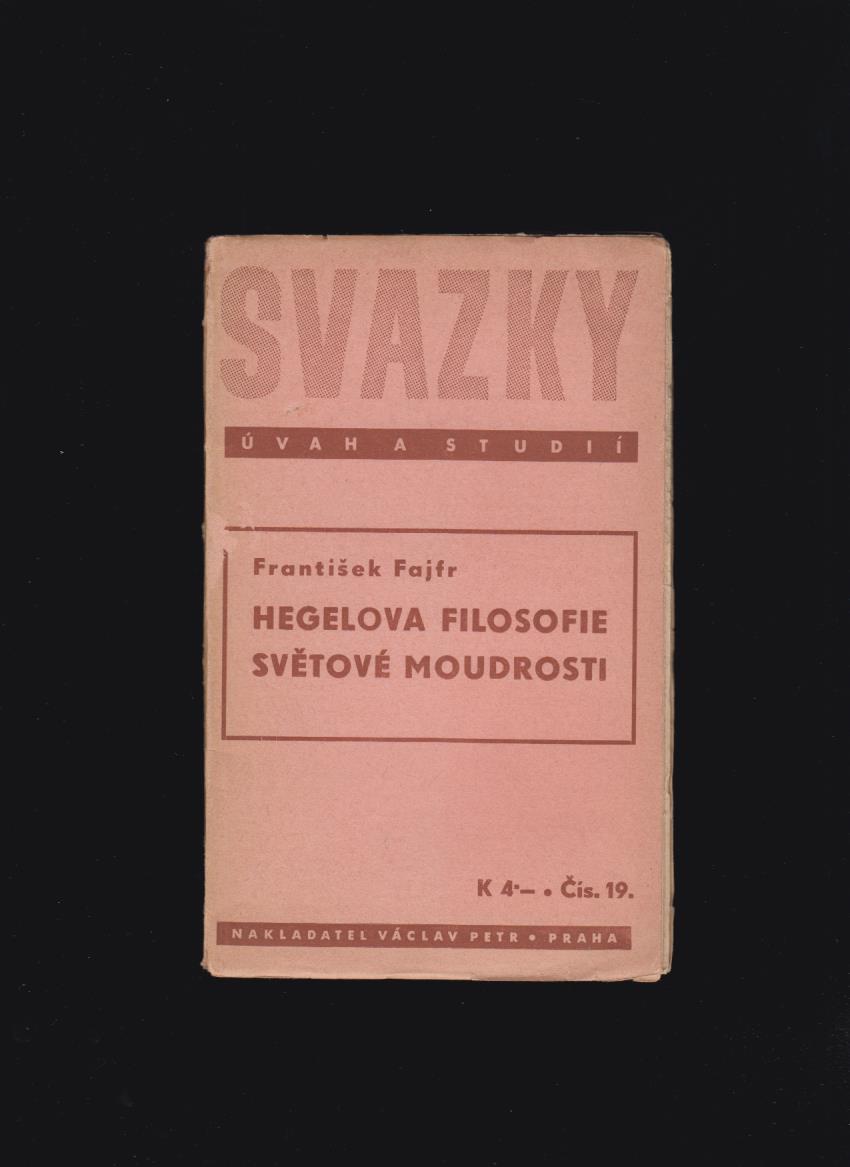 SVAZKY
ÚVAH A STUDIÍ
František Fajfr
HEGELOVA FILOSOFIE
SVĚTOVÉ MOUDROSTI
K 4·— • Čís. 19.
NAKLADATEL VÁCLAV PETR • PRAHA